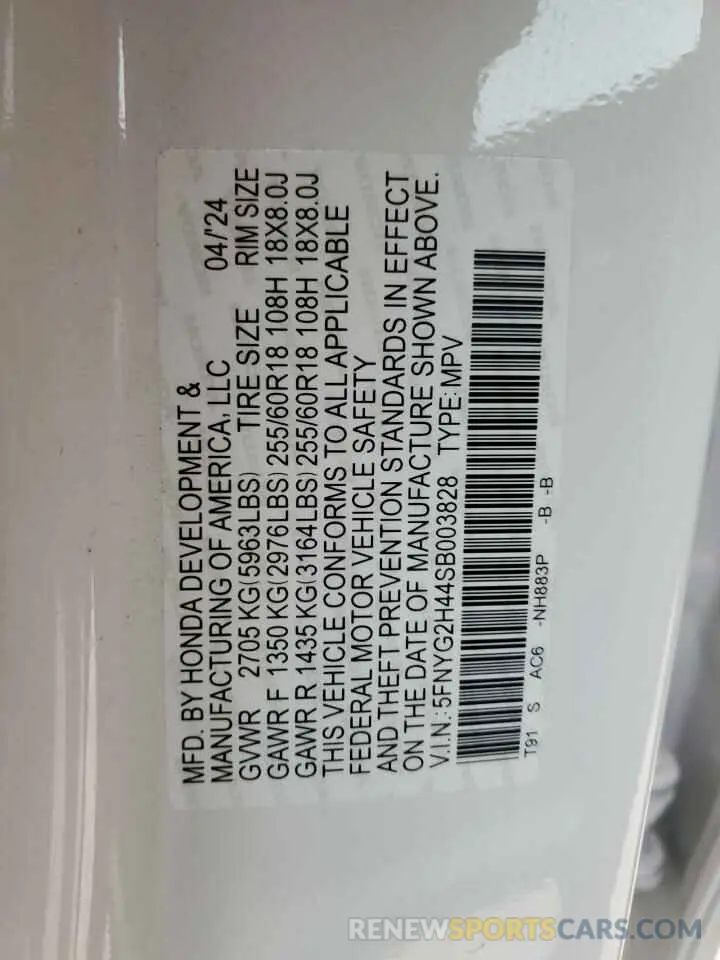 MFD. BY HONDA DEVELOPMENT &
MANUFACTURING OF AMERICA, LLC 04/'24
GVWR 2705 KG(5963LBS) TIRE SIZE RIM SIZE
GAWR F 1350 KG(2976LBS) 255/60R18 108H 18X8.0J
GAWR R 1435 KG(3164LBS) 255/60R18 108H 18X8.0J
THIS VEHICLE CONFORMS TO ALL APPLICABLE
FEDERAL MOTOR VEHICLE SAFETY
AND THEFT PREVENTION STANDARDS IN EFFECT
ON THE DATE OF MANUFACTURE SHOWN ABOVE.
V.I.N.: 5FNYG2H44SB003828 TYPE: MPV
T91 S AC6 -NH883P -B -B
RENEWSPORTSCARS.COM